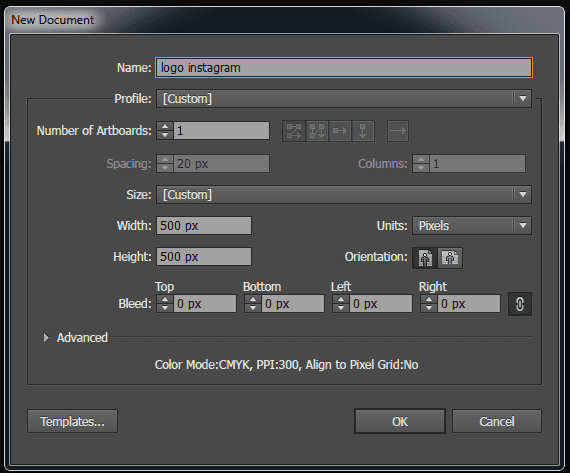 New Document
Name: logo instagram
Profile: [Custom]
Number of Artboards: 1
Spacing: 20 px Columns: 1
Size: [Custom]
Width: 500 px Units: Pixels
Height: 500 px Orientation:
Top Bottom Left Right
Bleed: 0 px 0 px 0 px 0 px
Advanced
Color Mode:CMYK, PPI:300, Align to Pixel Grid:No
Templates... OK Cancel